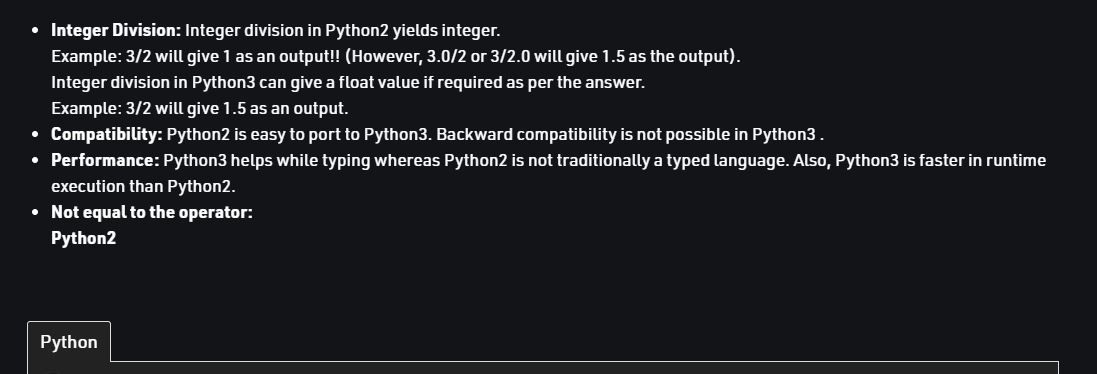 • Integer Division: Integer division in Python2 yields integer.
Example: 3/2 will give 1 as an output!! (However, 3.0/2 or 3/2.0 will give 1.5 as the output).
Integer division in Python3 can give a float value if required as per the answer.
Example: 3/2 will give 1.5 as an output.
• Compatibility: Python2 is easy to port to Python3. Backward compatibility is not possible in Python3 .
• Performance: Python3 helps while typing whereas Python2 is not traditionally a typed language. Also, Python3 is faster in runtime
execution than Python2.
• Not equal to the operator:
Python2
Python